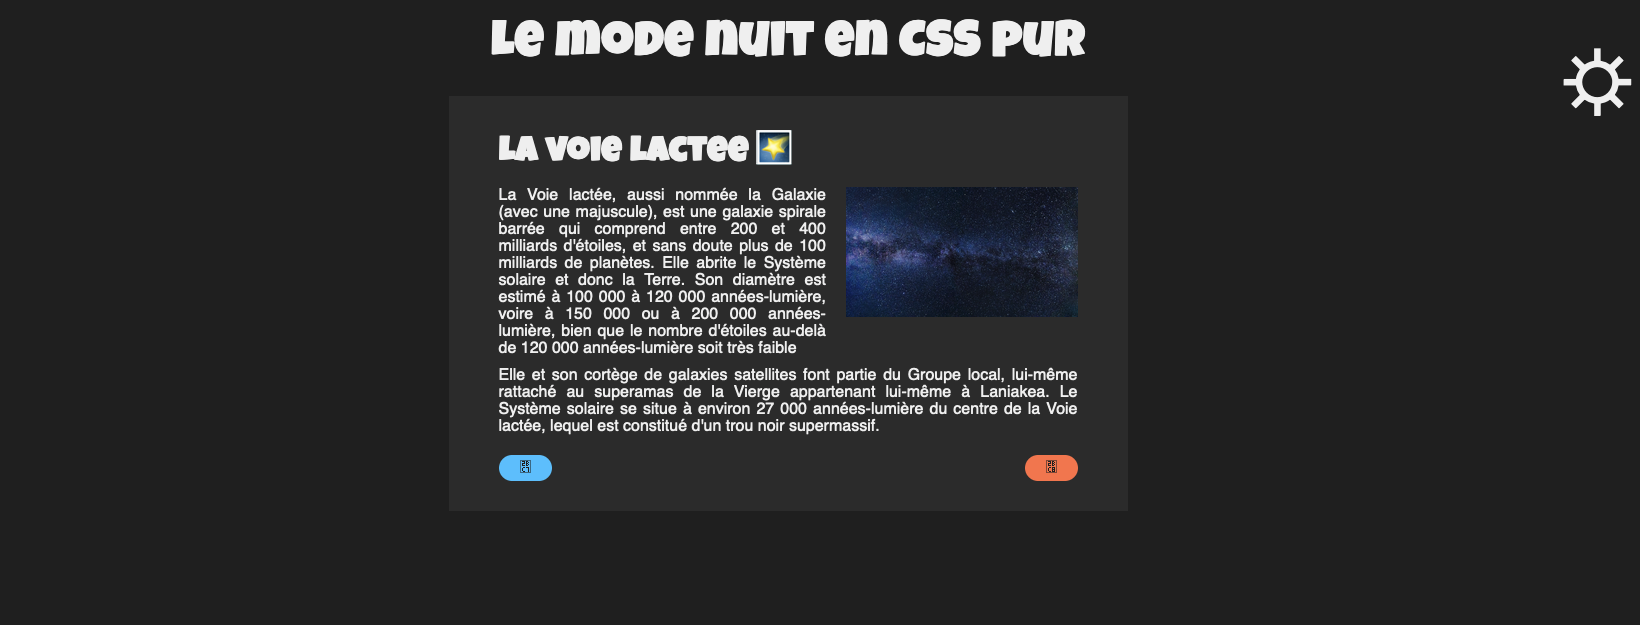 Le mode nuit en CSS pur
La voie lactee
La Voie lactée, aussi nommée la Galaxie
(avec une majuscule), est une galaxie spirale
barrée qui comprend entre 200 et 400
milliards d'étoiles, et sans doute plus de 100
milliards de planètes. Elle abrite le Système
solaire et donc la Terre. Son diamètre est
estimé à 100 000 à 120 000 années-lumière,
voire à 150 000 ou à 200 000 années-
lumière, bien que le nombre d'étoiles au-delà
de 120 000 années-lumière soit très faible
Elle et son cortège de galaxies satellites font partie du Groupe local, lui-même
rattaché au superamas de la Vierge appartenant lui-même à Laniakea. Le
Système solaire se situe à environ 27 000 années-lumière du centre de la Voie
lactée, lequel est constitué d'un trou noir supermassif.